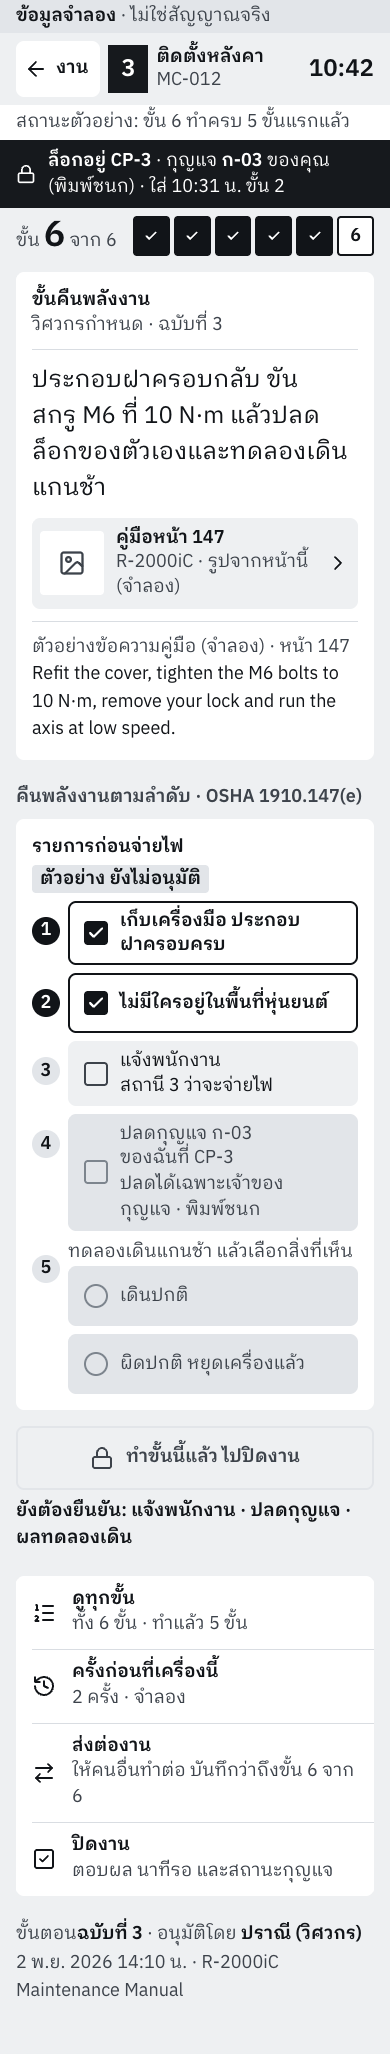 ข้อมูลจำลอง · ไม่ใช่สัญญาณจริง
งาน
3
ติดตั้งหลังคา
MC-012
10:42
สถานะตัวอย่าง: ขั้น 6 ทำครบ 5 ขั้นแรกแล้ว
ล็อกอยู่ CP-3 · กุญแจ ก-03 ของคุณ
(พิมพ์ชนก) · ใส่ 10:31 น. ขั้น 2
ขั้น 6 จาก 6
6
ขั้นคืนพลังงาน
วิศวกรกำหนด · ฉบับที่ 3
ประกอบฝาครอบกลับ ขัน
สกรู M6 ที่ 10 N·m แล้วปลด
ล็อกของตัวเองและทดลองเดิน
แกนช้า
คู่มือหน้า 147
R-2000iC · รูปจากหน้านี้
(จำลอง)
ตัวอย่างข้อความคู่มือ (จำลอง) · หน้า 147
Refit the cover, tighten the M6 bolts to
10 N·m, remove your lock and run the
axis at low speed.
คืนพลังงานตามลำดับ · OSHA 1910.147(e)
รายการก่อนจ่ายไฟ
ตัวอย่าง ยังไม่อนุมัติ
1
เก็บเครื่องมือ ประกอบ
ฝาครอบครบ
2
ไม่มีใครอยู่ในพื้นที่หุ่นยนต์
3
แจ้งพนักงาน
สถานี 3 ว่าจะจ่ายไฟ
4
ปลดกุญแจ ก-03
ของฉันที่ CP-3
ปลดได้เฉพาะเจ้าของ
กุญแจ · พิมพ์ชนก
5
ทดลองเดินแกนช้า แล้วเลือกสิ่งที่เห็น
เดินปกติ
ผิดปกติ หยุดเครื่องแล้ว
ทำขั้นนี้แล้ว ไปปิดงาน
ยังต้องยืนยัน: แจ้งพนักงาน · ปลดกุญแจ ·
ผลทดลองเดิน
ดูทุกขั้น
ทั้ง 6 ขั้น · ทำแล้ว 5 ขั้น
ครั้งก่อนที่เครื่องนี้
2 ครั้ง · จำลอง
ส่งต่องาน
ให้คนอื่นทำต่อ บันทึกว่าถึงขั้น 6 จาก
6
ปิดงาน
ตอบผล นาทีรอ และสถานะกุญแจ
ขั้นตอนฉบับที่ 3 · อนุมัติโดย ปราณี (วิศวกร)
2 พ.ย. 2026 14:10 น. · R-2000iC
Maintenance Manual